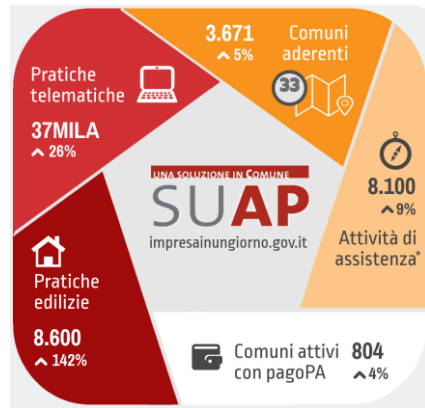 Pratiche
telematiche
37MILA
26%
3.671
5%
Comuni
aderenti
33
8.100
9%
Attività di
assistenza*
UNA SOLUZIONE IN COMUNE
SUAP
impresainungiorno.gov.it
Pratiche
edilizie
8.600
142%
Comuni attivi
con pagoPA
804
4%